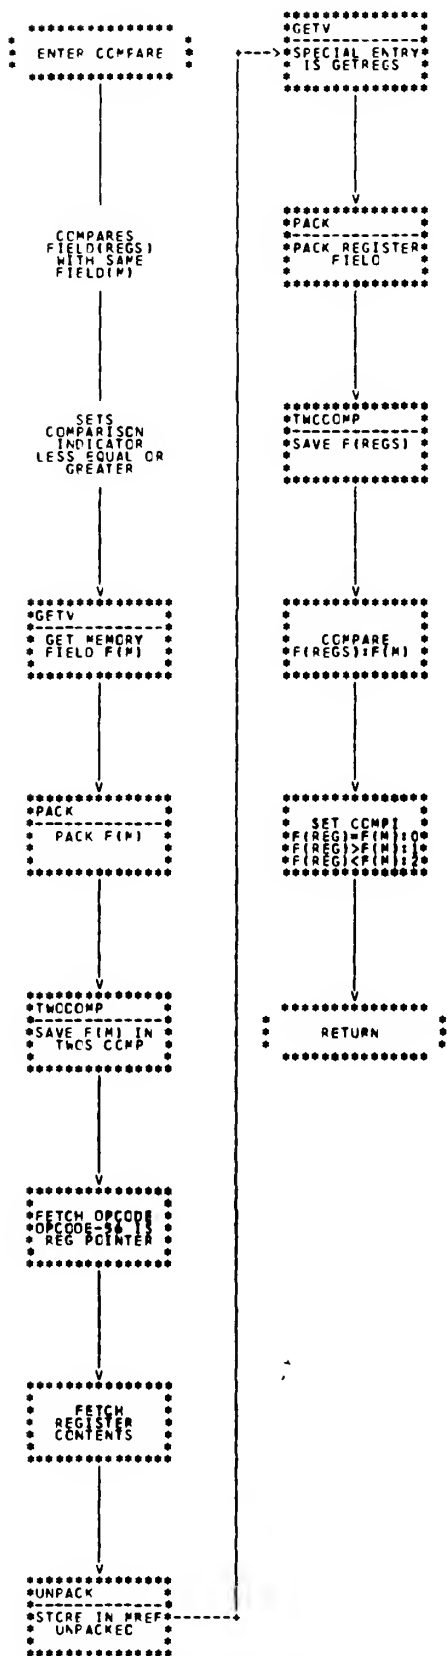 ENTER COMPARE
COMPARES
FIELD(REGS)
WITH SAME
FIELD(M)
SETS
COMPARISON
INDICATOR
LESS EQUAL OR
GREATER
GETV
GET MEMORY
FIELD F(M)
PACK
PACK F(M)
TWOCOMP
SAVE F(M) IN
TWOS COMP
FETCH OPCODE
OPCODE-56 IS
REG POINTER
FETCH
REGISTER
CONTENTS
UNPACK
STORE IN MREF
UNPACKED
GETV
SPECIAL ENTRY
IS GETREGS
PACK
PACK REGISTER
FIELD
TWOCOMP
SAVE F(REGS)
COMPARE
F(REGS):F(M)
SET COMPI
F(REG)=F(M):0
F(REG)>F(M):1
F(REG)<F(M):2
RETURN